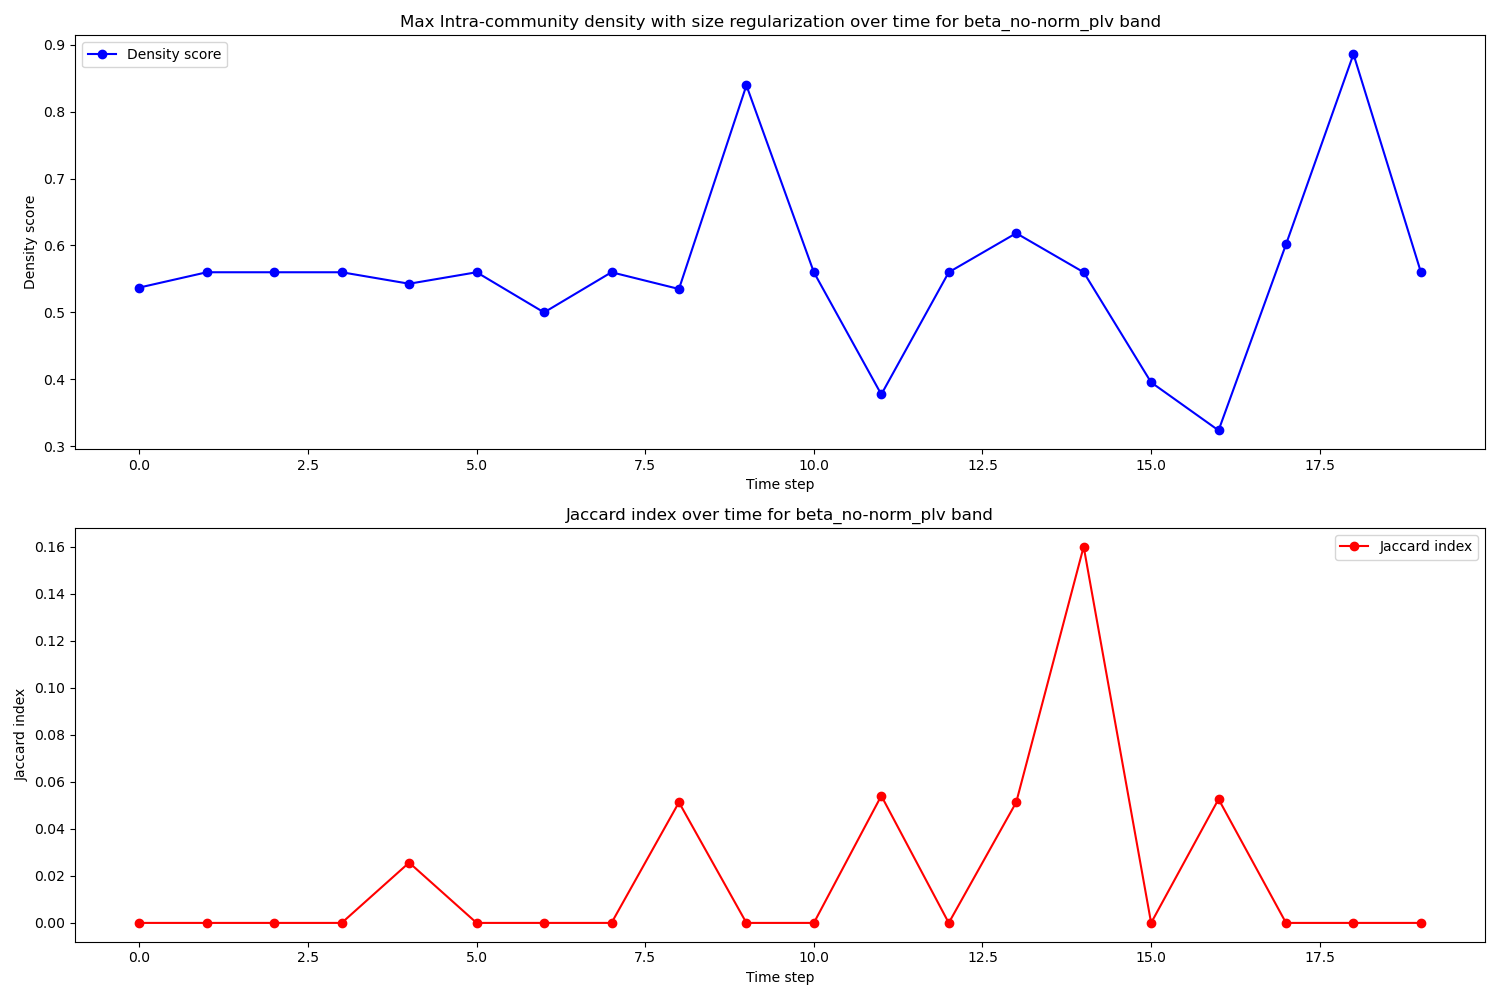 Max Intra-community density with size regularization over time for beta_no-norm_plv band
Density score
0.9
0.8
0.7
0.6
0.5
0.4
0.3
Density score
0.0 2.5 5.0 7.5 10.0 12.5 15.0 17.5
Time step
Jaccard index over time for beta_no-norm_plv band
Jaccard index
0.16
0.14
0.12
0.10
0.08
0.06
0.04
0.02
0.00
Jaccard index
0.0 2.5 5.0 7.5 10.0 12.5 15.0 17.5
Time step